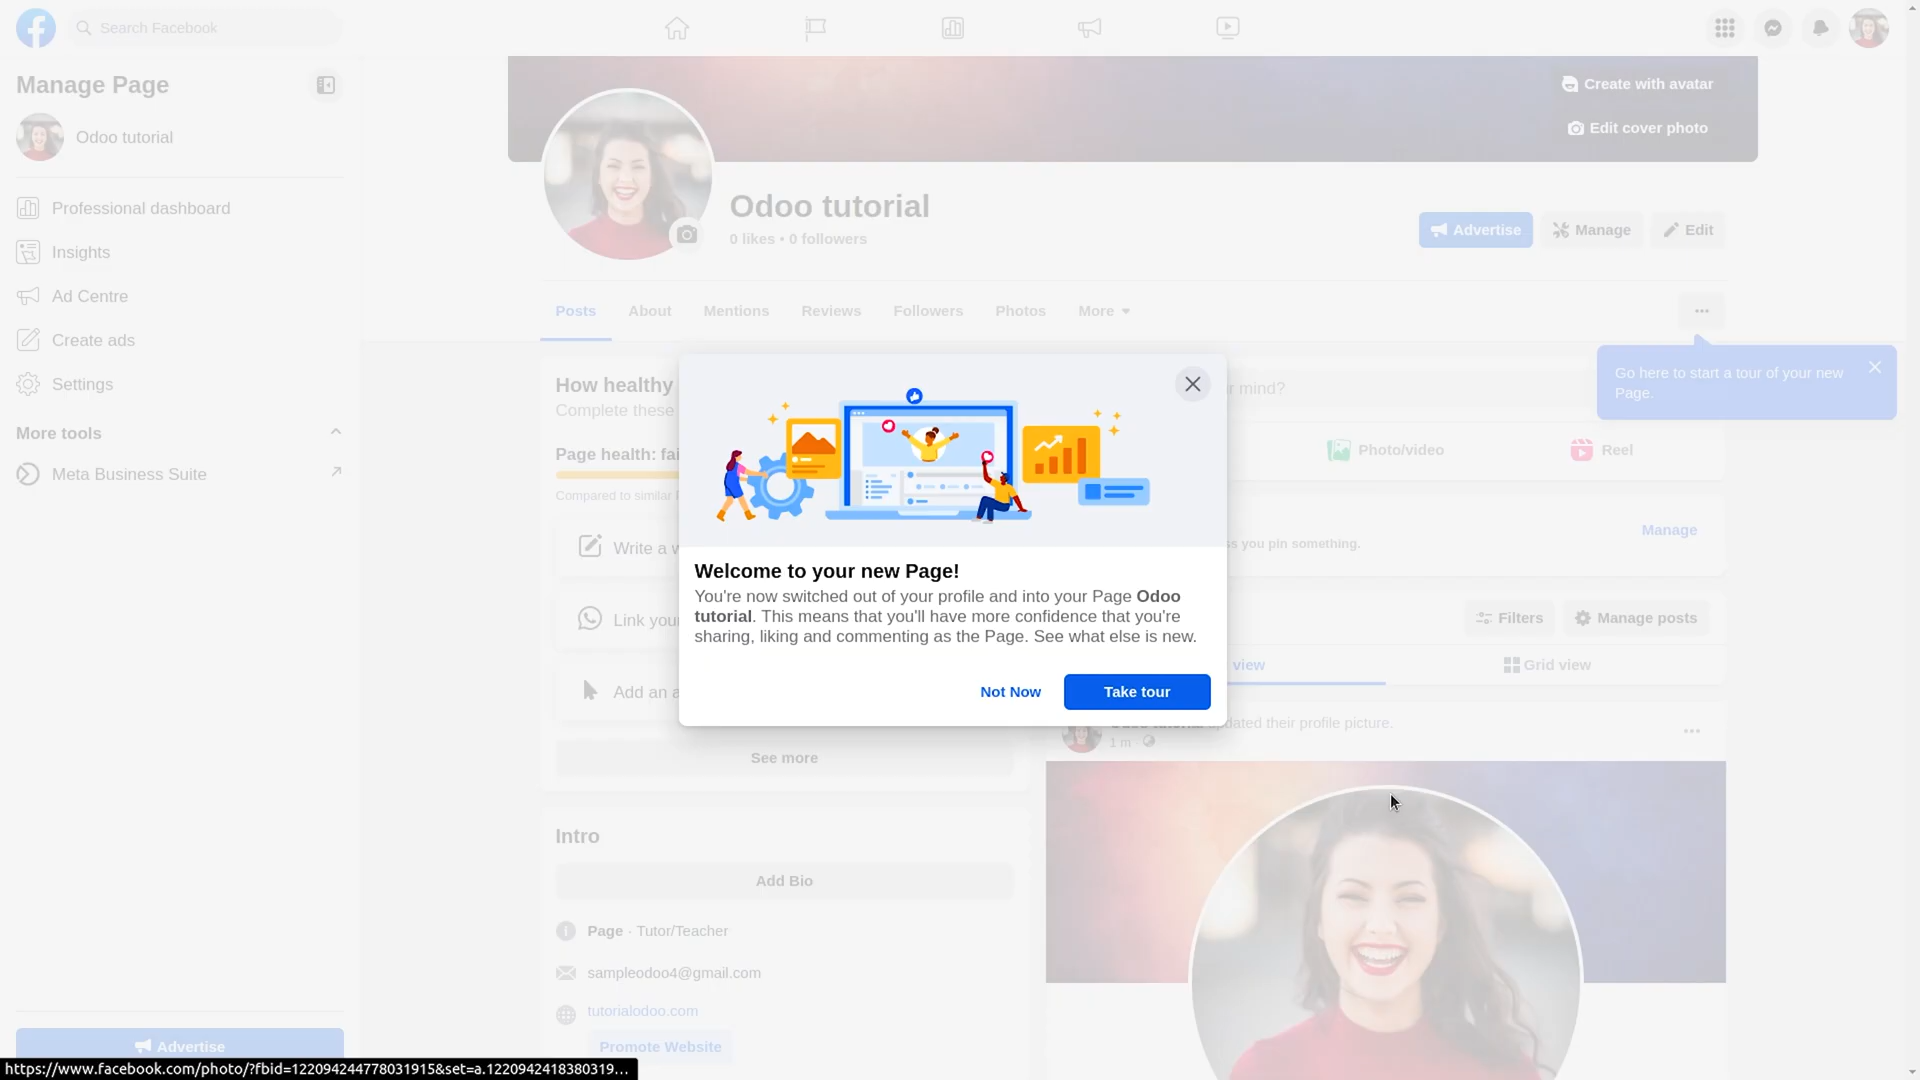 Search Facebook
Manage Page
Odoo tutorial
Professional dashboard
Insights
Ad Centre
Create ads
Settings
More tools
Meta Business Suite
Advertise
Create with avatar
Edit cover photo
Odoo tutorial
0 likes • 0 followers
Advertise
Manage
Edit
Posts
About
Mentions
Reviews
Followers
Photos
More
Go here to start a tour of your new
Page.
How healthy
Complete these
Page health: fai
Compared to similar
Write a w
Link your
Add an a
See more
Welcome to your new Page!
You're now switched out of your profile and into your Page Odoo
tutorial. This means that you'll have more confidence that you're
sharing, liking and commenting as the Page. See what else is new.
Not Now
Take tour
mind?
Photo/video
Reel
Manage
you pin something.
Filters
Manage posts
view
Grid view
dated their profile picture.
1 m
Intro
Add Bio
Page · Tutor/Teacher
sampleodoo4@gmail.com
tutorialodoo.com
Promote Website
https://www.facebook.com/photo/?fbid=122094244778031915&set=a.1220942418380319...